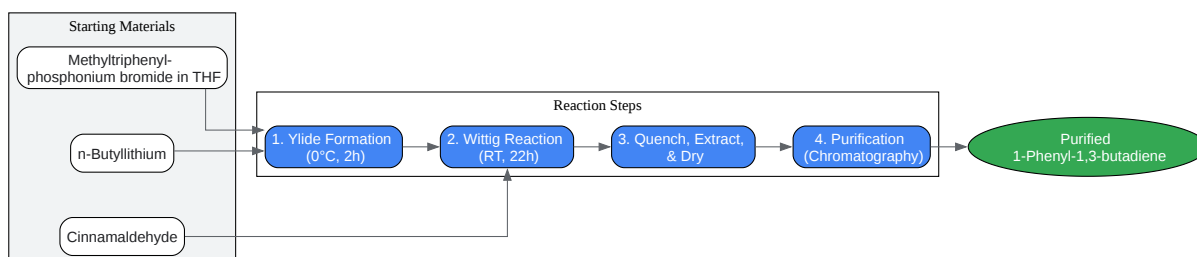 Starting Materials
Methyltriphenyl-
phosphonium bromide in THF
n-Butyllithium
Cinnamaldehyde
Reaction Steps
1. Ylide Formation
(0°C, 2h)
2. Wittig Reaction
(RT, 22h)
3. Quench, Extract,
& Dry
4. Purification
(Chromatography)
Purified
1-Phenyl-1,3-butadiene